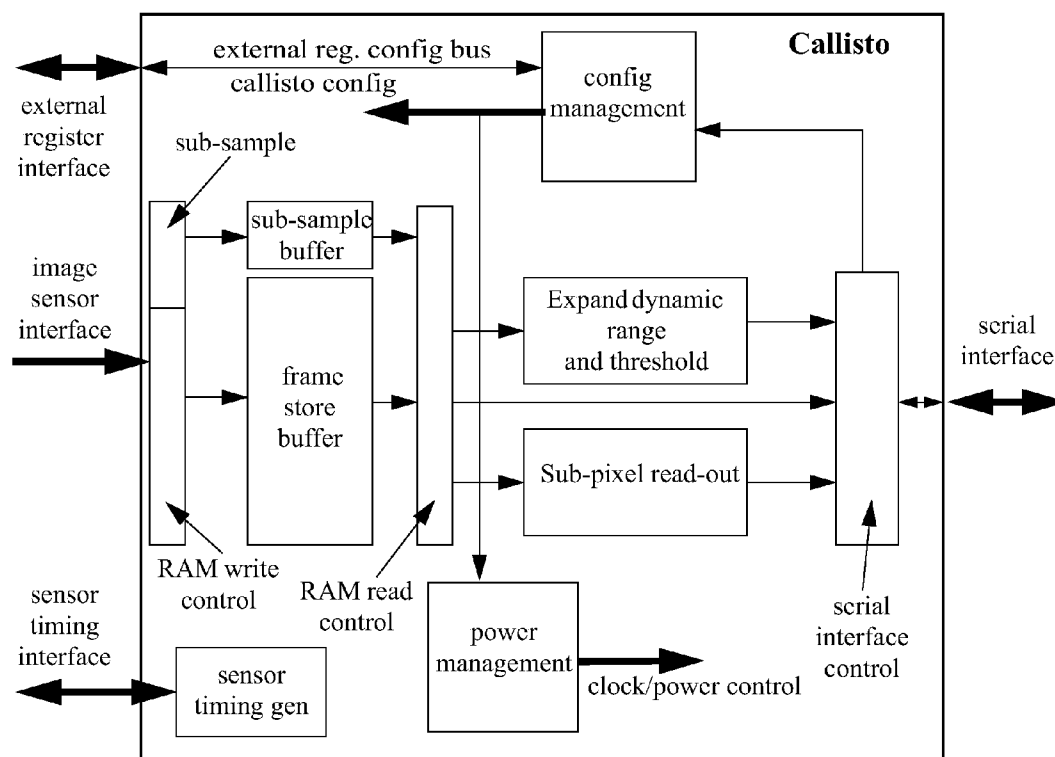 Callisto
external reg. config bus
callisto config
config
management
external
register
interface
sub-sample
sub-sample
buffer
image
sensor
interface
frame
store
buffer
Expand dynamic
range
and threshold
serial
interface
Sub-pixel read-out
RAM write
control
RAM read
control
sensor
timing
interface
power
management
serial
interface
control
sensor
timing gen
clock/power control